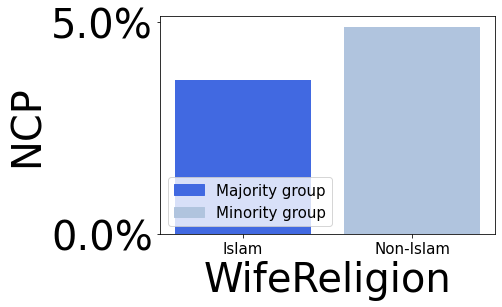 5.0%
NCP
0.0%
Majority group
Minority group
Islam Non-Islam
WifeReligion